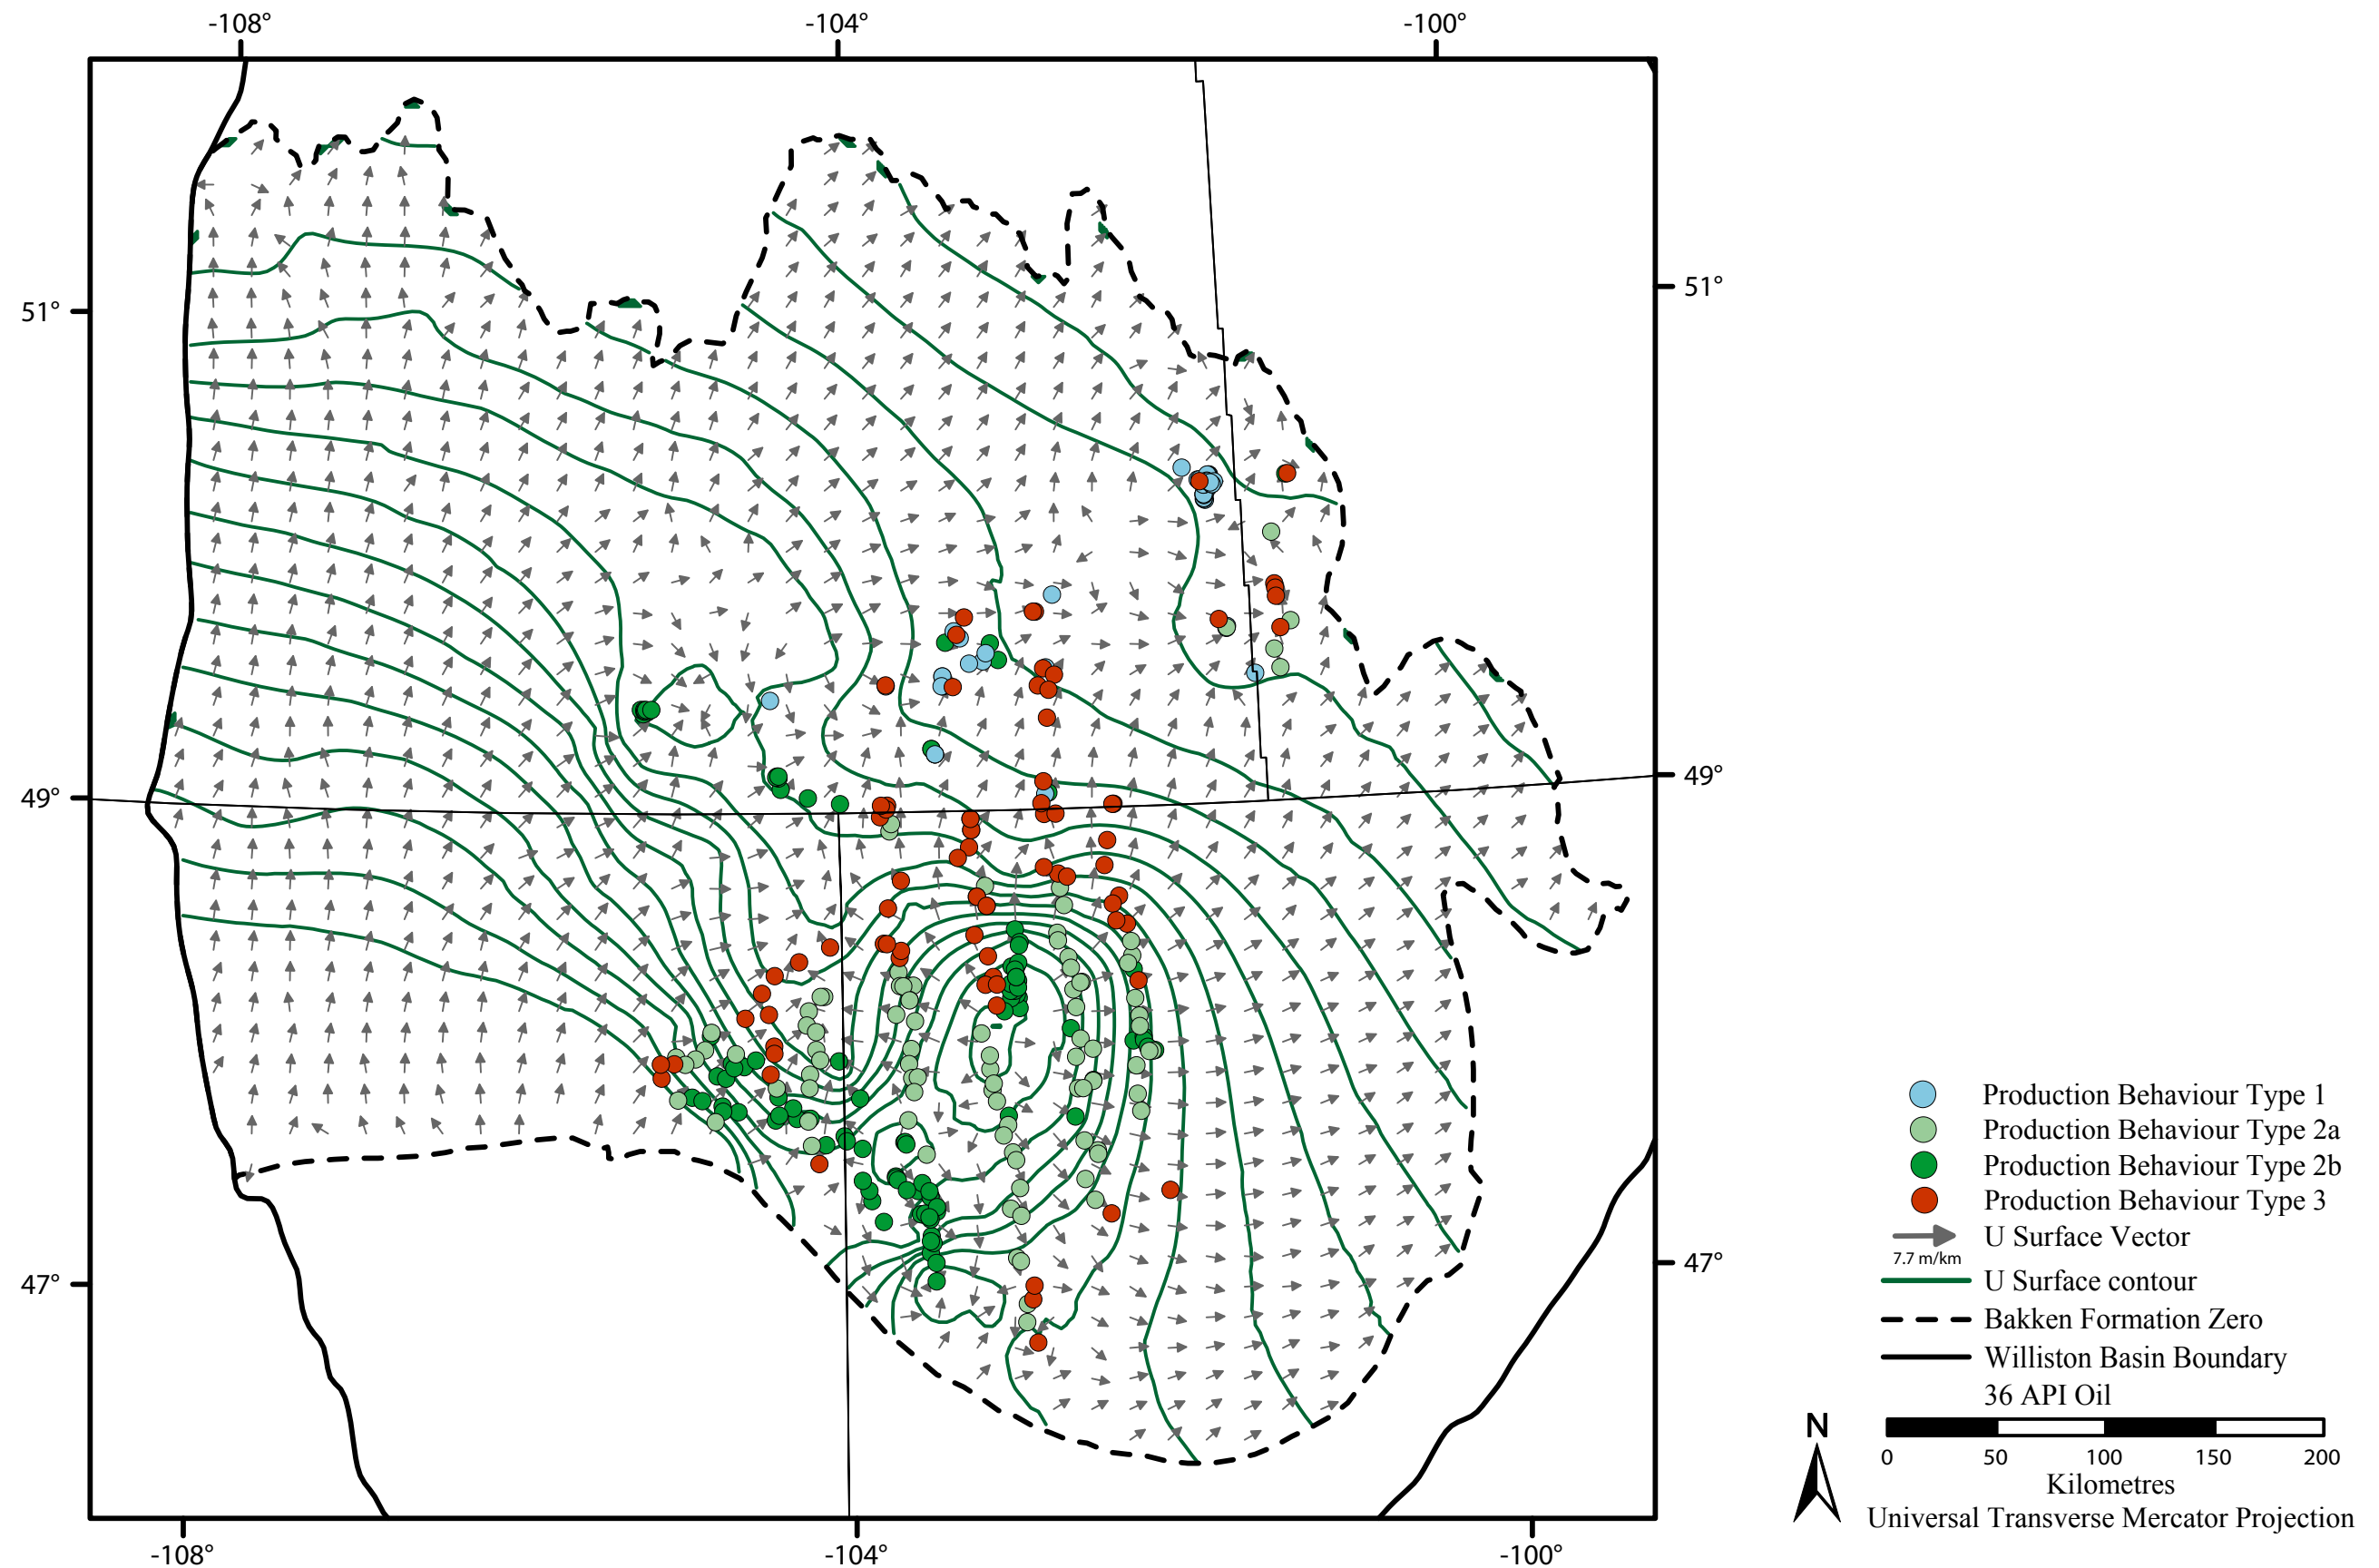 -108°
-104°
-100°
51°
51°
49°
49°
47°
47°
-108°
-104°
-100°
Production Behaviour Type 1
Production Behaviour Type 2a
Production Behaviour Type 2b
Production Behaviour Type 3
U Surface Vector
7.7 m/km
U Surface contour
Bakken Formation Zero
Williston Basin Boundary
36 API Oil
N
0 50 100 150 200
Kilometres
Universal Transverse Mercator Projection